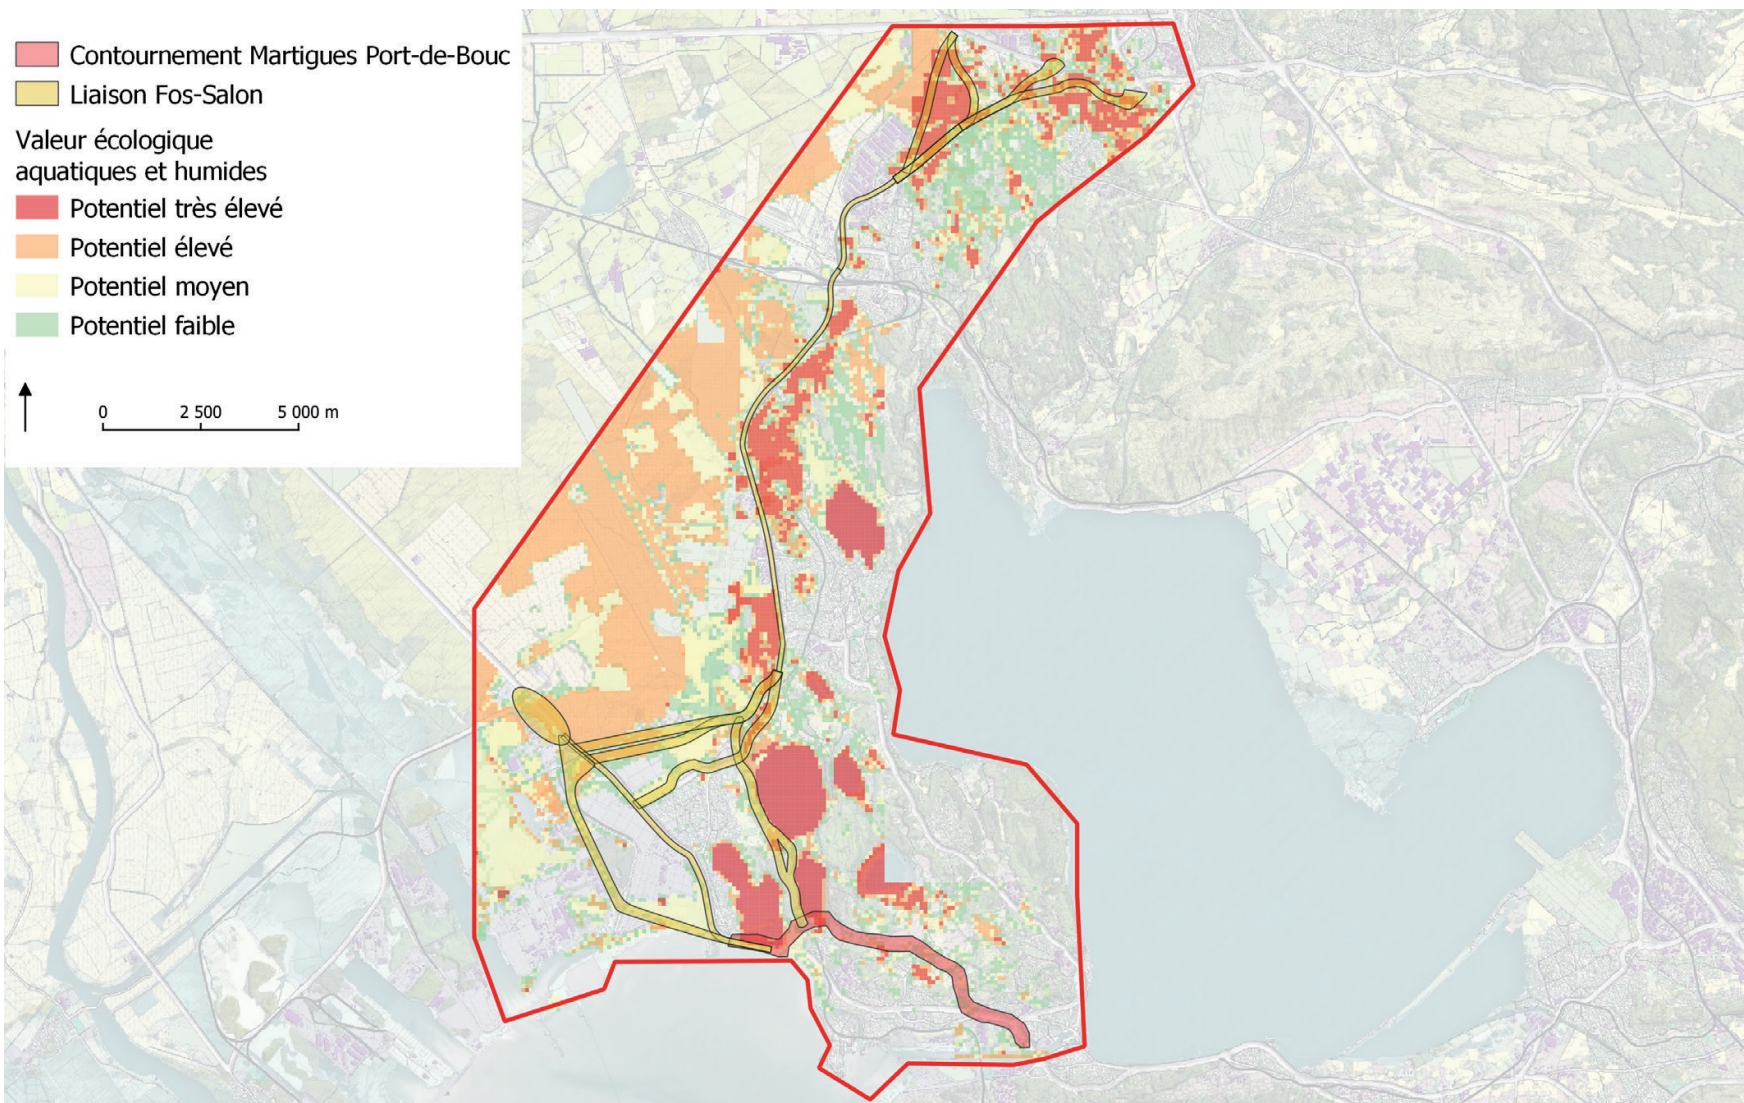 Contournement Martigues Port-de-Bouc
Liaison Fos-Salon
Valeur écologique
aquatiques et humides
Potentiel très élevé
Potentiel élevé
Potentiel moyen
Potentiel faible
0 2 500 5 000 m